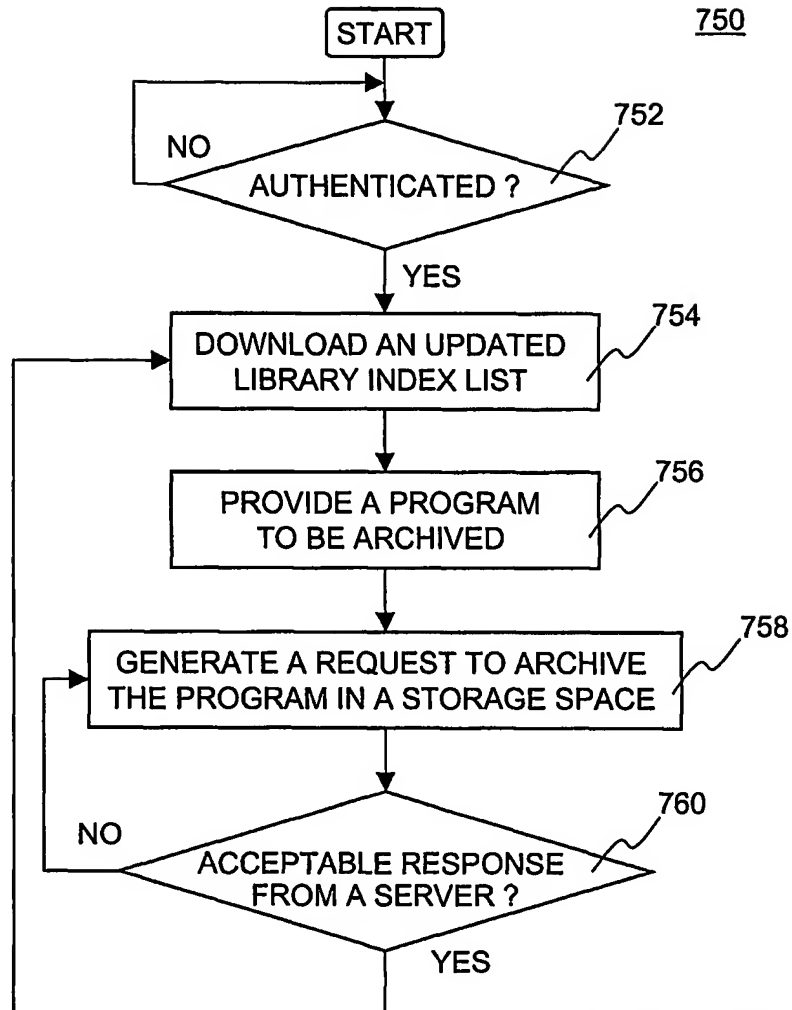 750
START
752
NO
AUTHENTICATED ?
YES
754
DOWNLOAD AN UPDATED
LIBRARY INDEX LIST
756
PROVIDE A PROGRAM
TO BE ARCHIVED
758
GENERATE A REQUEST TO ARCHIVE
THE PROGRAM IN A STORAGE SPACE
760
NO
ACCEPTABLE RESPONSE
FROM A SERVER ?
YES